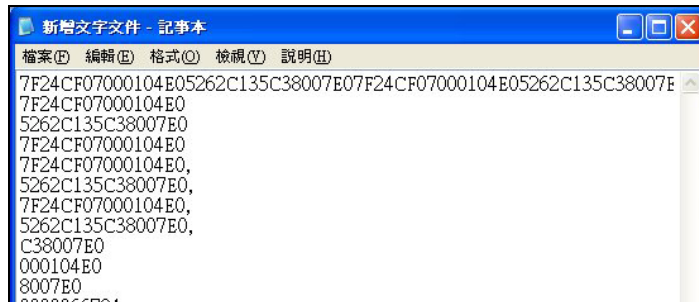 新增文字文件 - 記事本
檔案(F) 編輯(E) 格式(O) 檢視(V) 說明(H)
7F24CF07000104E05262C135C38007E07F24CF07000104E05262C135C38007E
7F24CF07000104E0
5262C135C38007E0
7F24CF07000104E0
7F24CF07000104E0,
5262C135C38007E0,
7F24CF07000104E0,
5262C135C38007E0,
C38007E0
000104E0
8007E0